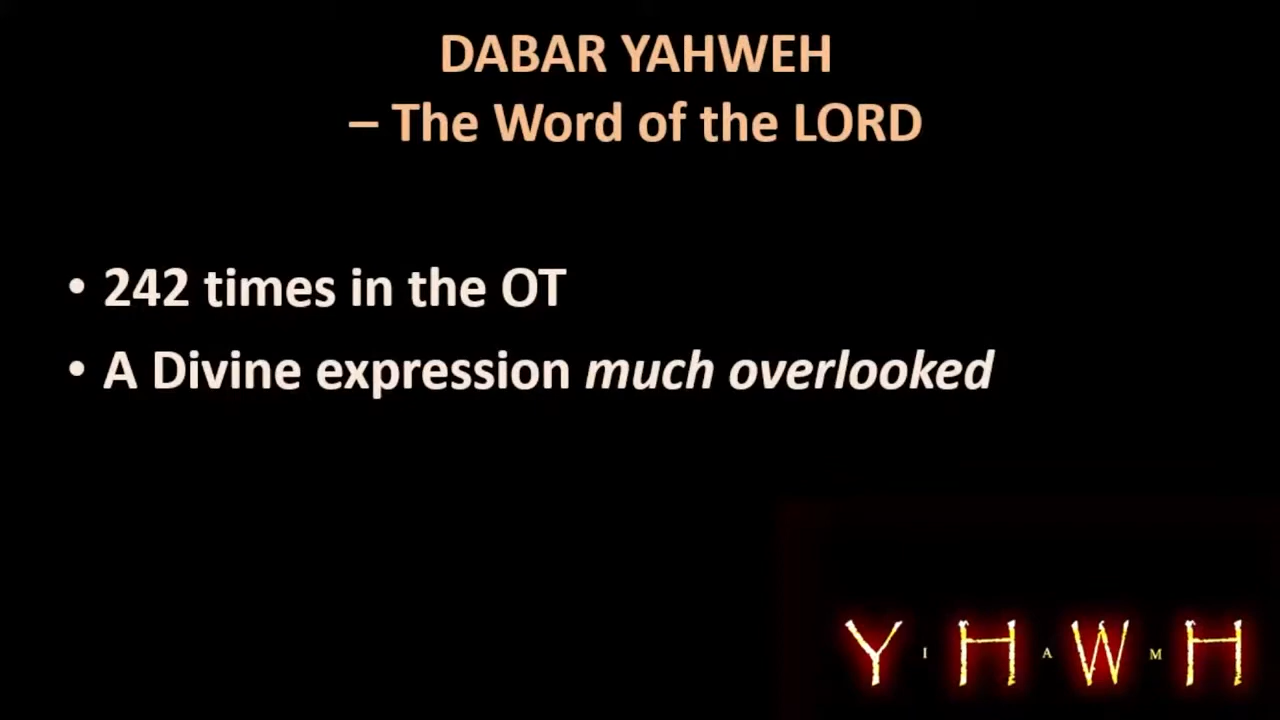 DABAR YAHWEH
– The Word of the LORD
• 242 times in the OT
• A Divine expression much overlooked
Y I H A W M H